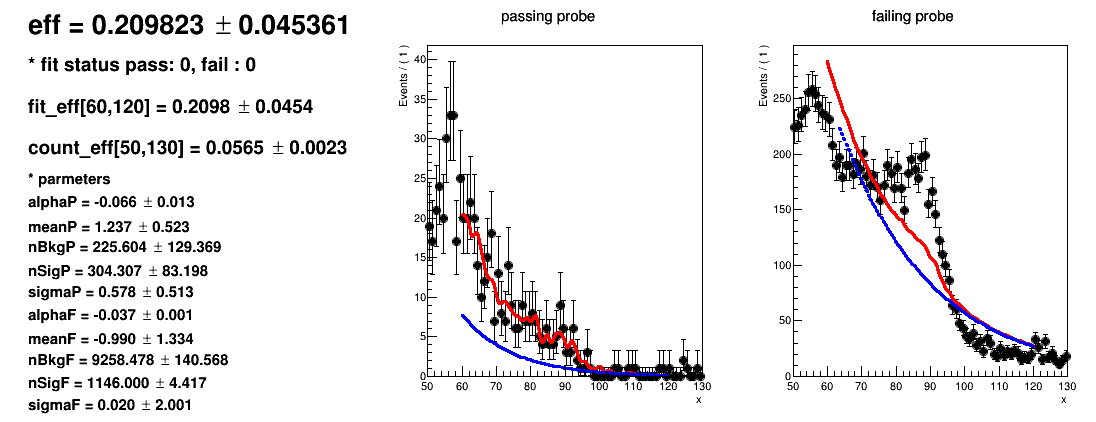 eff = 0.209823 ± 0.045361
* fit status pass: 0, fail : 0
fit_eff[60,120] = 0.2098 ± 0.0454
count_eff[50,130] = 0.0565 ± 0.0023
* parmeters
alphaP = -0.066 ± 0.013
meanP = 1.237 ± 0.523
nBkgP = 225.604 ± 129.369
nSigP = 304.307 ± 83.198
sigmaP = 0.578 ± 0.513
alphaF = -0.037 ± 0.001
meanF = -0.990 ± 1.334
nBkgF = 9258.478 ± 140.568
nSigF = 1146.000 ± 4.417
sigmaF = 0.020 ± 2.001
passing probe
Events / ( 1 )
40
35
30
25
20
15
10
5
0
50 60 70 80 90 100 110 120 130
x
failing probe
Events / ( 1 )
250
200
150
100
50
0
50 60 70 80 90 100 110 120 130
x